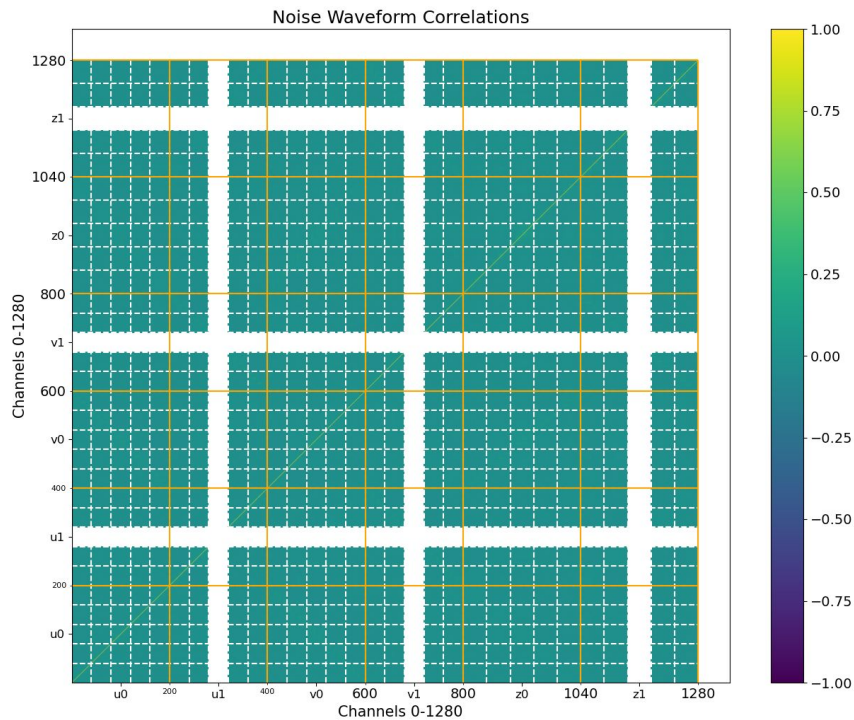 Noise Waveform Correlations
1280
z1
1040
z0
800
v1
600
v0
400
u1
200
u0
Channels 0-1280
u0 200 u1 400 v0 600 v1 800 z0 1040 z1 1280
Channels 0-1280
1.00
0.75
0.50
0.25
0.00
−0.25
−0.50
−0.75
−1.00